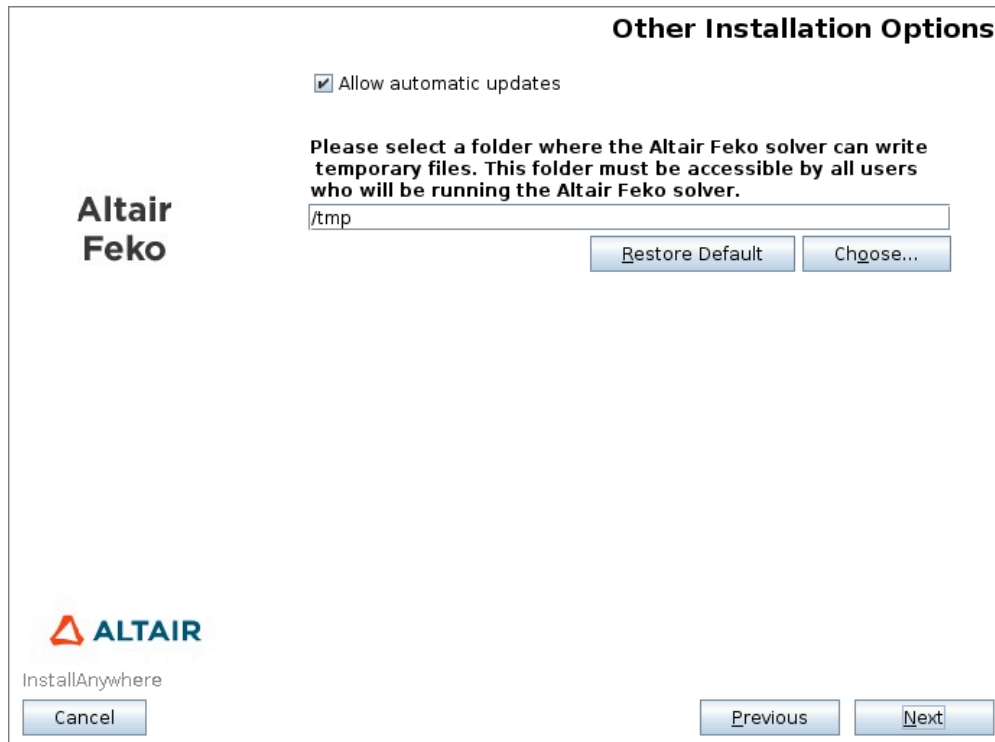 Other Installation Options
Allow automatic updates
Please select a folder where the Altair Feko solver can write
temporary files. This folder must be accessible by all users
who will be running the Altair Feko solver.
/tmp
Restore Default
Choose...
Altair
Feko
ALTAIR
InstallAnywhere
Cancel
Previous
Next